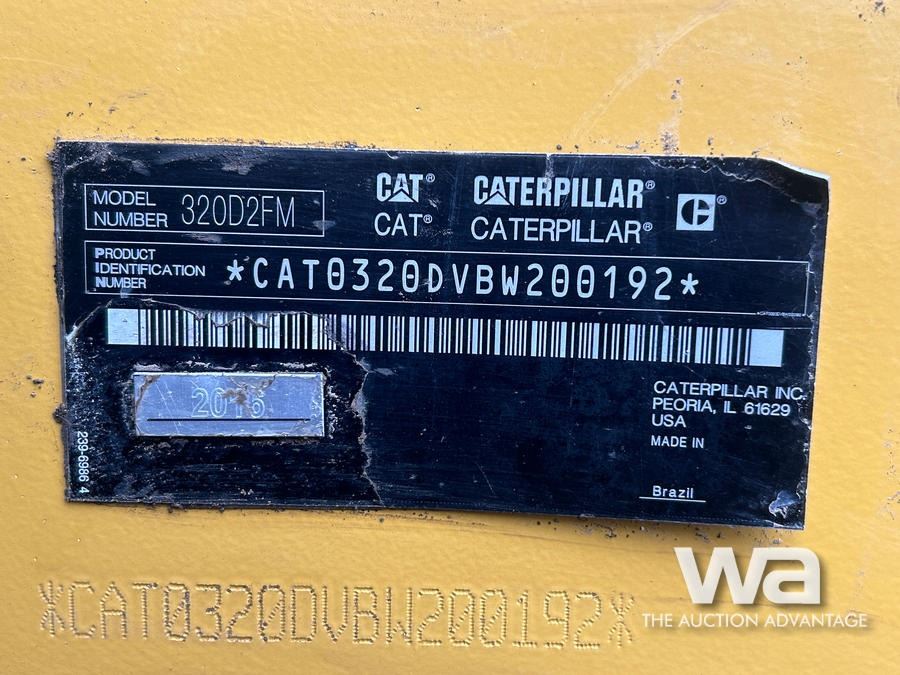 CAT® CATERPILLAR® ®
MODEL NUMBER 320D2FM
CAT® CATERPILLAR®
PRODUCT
IDENTIFICATION
NUMBER
*CAT0320DVBW200192*
2016
CATERPILLAR INC.
PEORIA, IL 61629
USA
MADE IN
Brazil
239-6986 4
*CAT0320DVBW200192*
wa
THE AUCTION ADVANTAGE